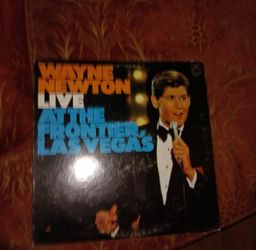 WAYNE
NEWTON
LIVE
AT THE
FRONTIER,
LAS VEGAS